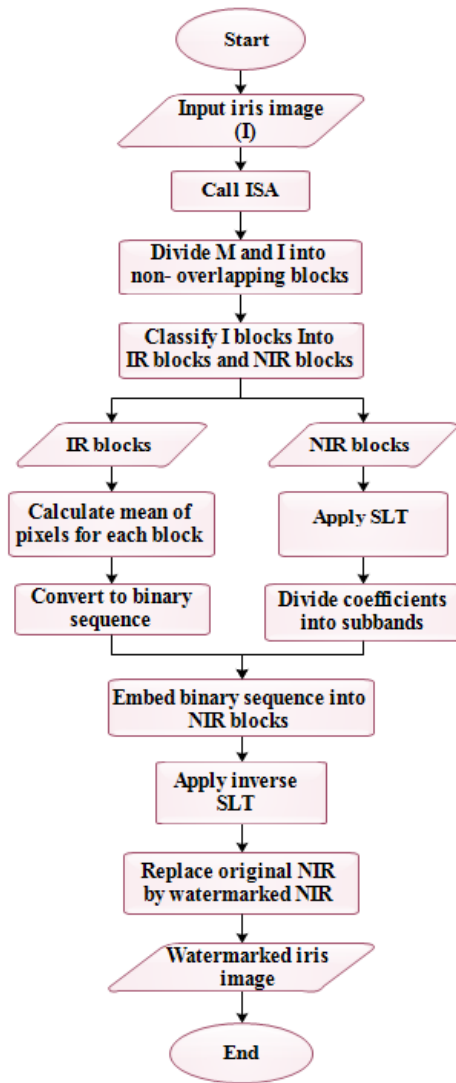 Start
Input iris image
(I)
Call ISA
Divide M and I into
non- overlapping blocks
Classify I blocks Into
IR blocks and NIR blocks
IR blocks
NIR blocks
Calculate mean of
pixels for each block
Apply SLT
Convert to binary
sequence
Divide coefficients
into subbands
Embed binary sequence into
NIR blocks
Apply inverse
SLT
Replace original NIR
by watermarked NIR
Watermarked iris
image
End